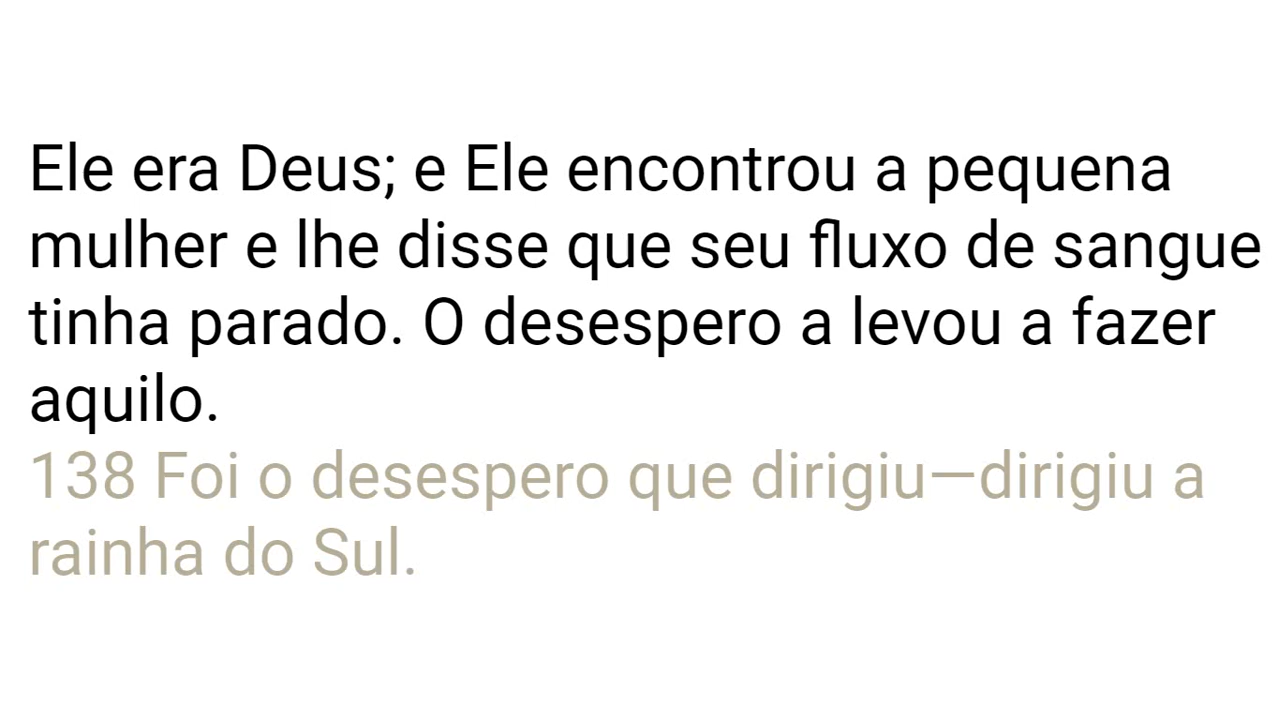 Ele era Deus; e Ele encontrou a pequena
mulher e lhe disse que seu fluxo de sangue
tinha parado. O desespero a levou a fazer
aquilo.
138 Foi o desespero que dirigiu—dirigiu a
rainha do Sul.